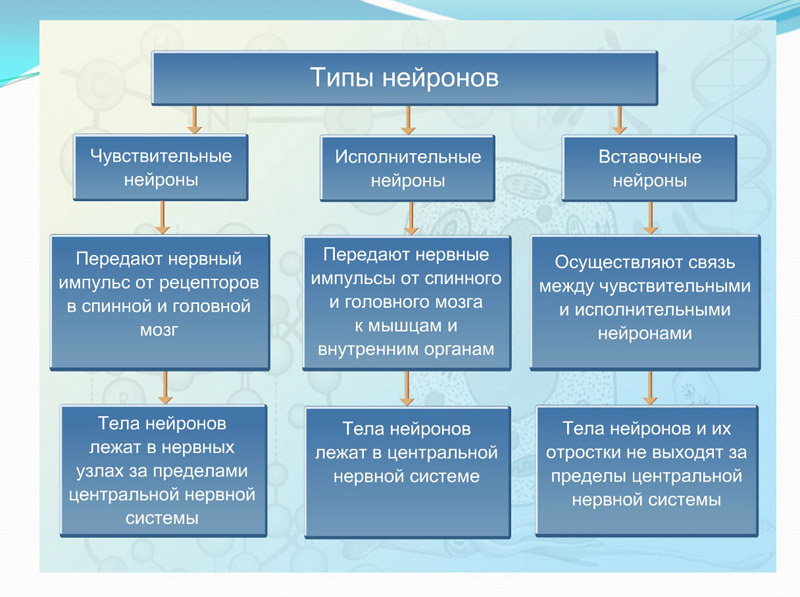 Типы нейронов
Чувствительные
нейроны
Исполнительные
нейроны
Вставочные
нейроны
Передают нервный
импульс от рецепторов
в спинной и головной
мозг
Передают нервные
импульсы от спинного
и головного мозга
к мышцам и
внутренним органам
Осуществляют связь
между чувствительными
и исполнительными
нейронами
Тела нейронов
лежат в нервных
узлах за пределами
центральной нервной
системы
Тела нейронов
лежат в центральной
нервной системе
Тела нейронов и их
отростки не выходят за
пределы центральной
нервной системы